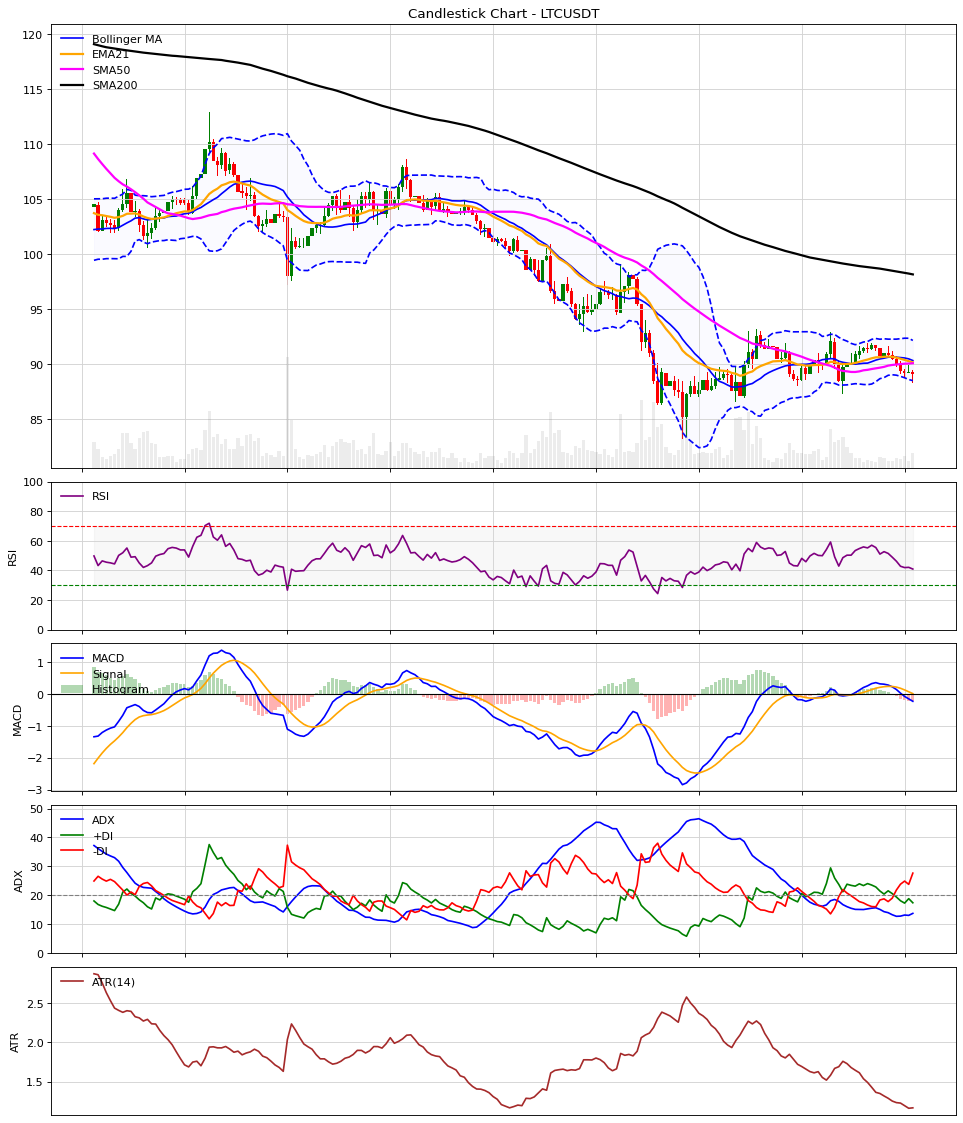 Candlestick Chart - LTCUSDT
120
115
110
105
100
95
90
85
Bollinger MA
EMA21
SMA50
SMA200
100
80
60
40
20
0
RSI
RSI
1
0
−1
−2
−3
MACD
MACD
Signal
Histogram
50
40
30
20
10
0
ADX
ADX
+DI
-DI
2.5
2.0
1.5
ATR
ATR(14)